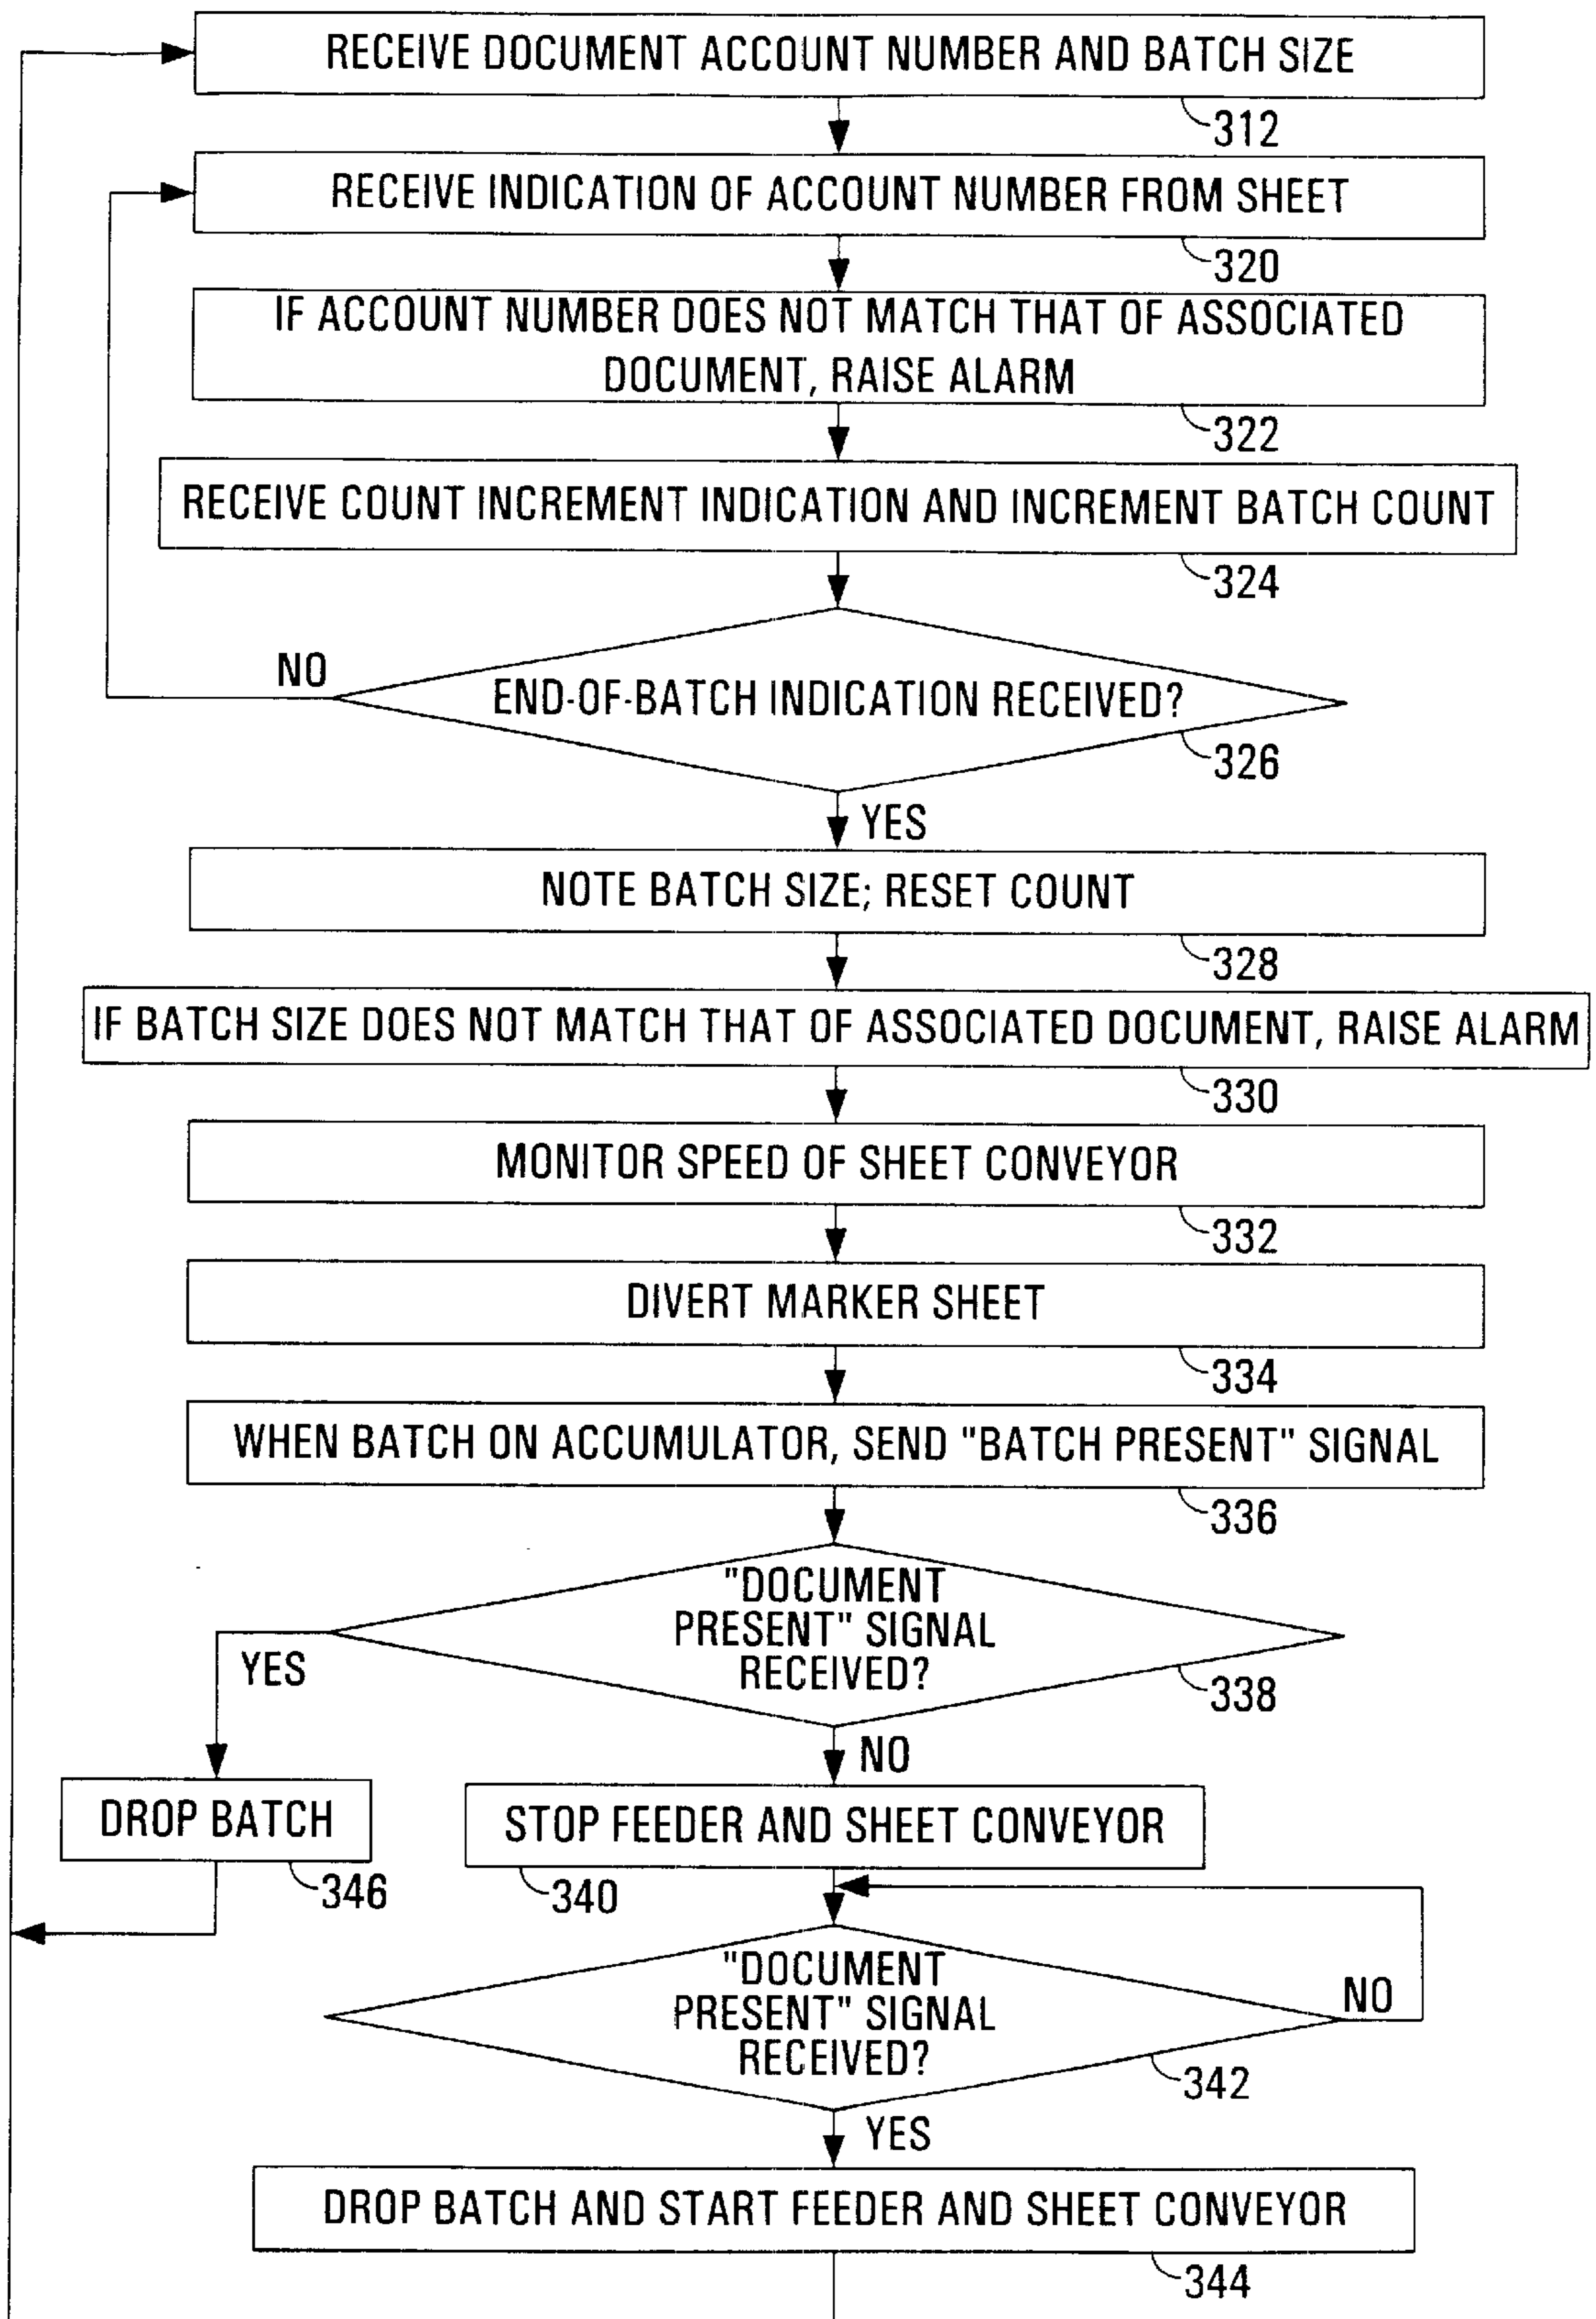 RECEIVE DOCUMENT ACCOUNT NUMBER AND BATCH SIZE
312
RECEIVE INDICATION OF ACCOUNT NUMBER FROM SHEET
320
IF ACCOUNT NUMBER DOES NOT MATCH THAT OF ASSOCIATED
DOCUMENT, RAISE ALARM
322
RECEIVE COUNT INCREMENT INDICATION AND INCREMENT BATCH COUNT
324
NO
END-OF-BATCH INDICATION RECEIVED?
326
YES
NOTE BATCH SIZE; RESET COUNT
328
IF BATCH SIZE DOES NOT MATCH THAT OF ASSOCIATED DOCUMENT, RAISE ALARM
330
MONITOR SPEED OF SHEET CONVEYOR
332
DIVERT MARKER SHEET
334
WHEN BATCH ON ACCUMULATOR, SEND "BATCH PRESENT" SIGNAL
336
"DOCUMENT
PRESENT" SIGNAL
RECEIVED?
YES
338
NO
DROP BATCH
STOP FEEDER AND SHEET CONVEYOR
346
340
"DOCUMENT
PRESENT" SIGNAL
RECEIVED?
NO
342
YES
DROP BATCH AND START FEEDER AND SHEET CONVEYOR
344